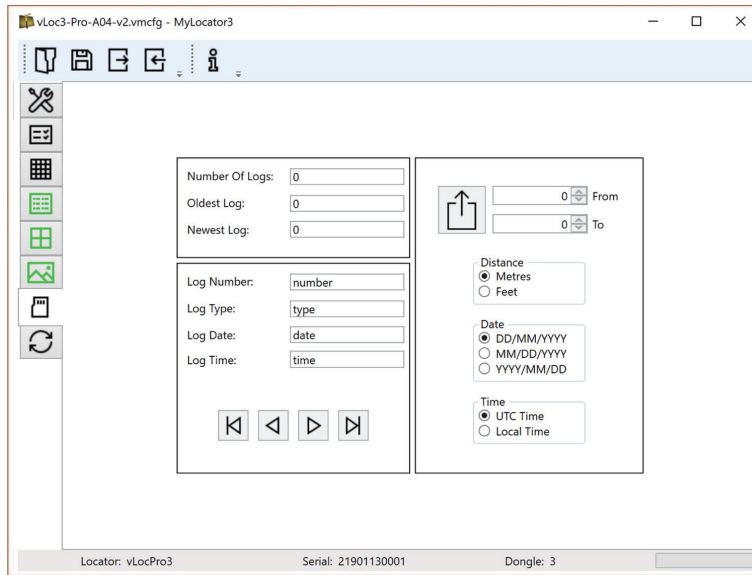 vLoc3-Pro-A04-v2.vmcfg - MyLocator3
Number Of Logs: 0
Oldest Log: 0
Newest Log: 0
Log Number: number
Log Type: type
Log Date: date
Log Time: time
0 From
0 To
Distance
Metres
Feet
Date
DD/MM/YYYY
MM/DD/YYYY
YYYY/MM/DD
Time
UTC Time
Local Time
Locator: vLocPro3 Serial: 21901130001 Dongle: 3